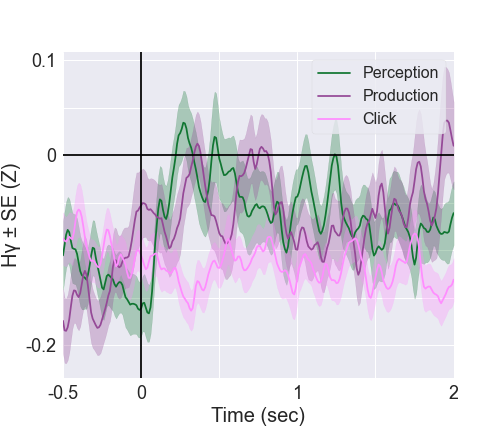 0.1
Perception
Production
Click
0
Hγ ± SE (Z)
-0.2
-0.5
0
1
2
Time (sec)